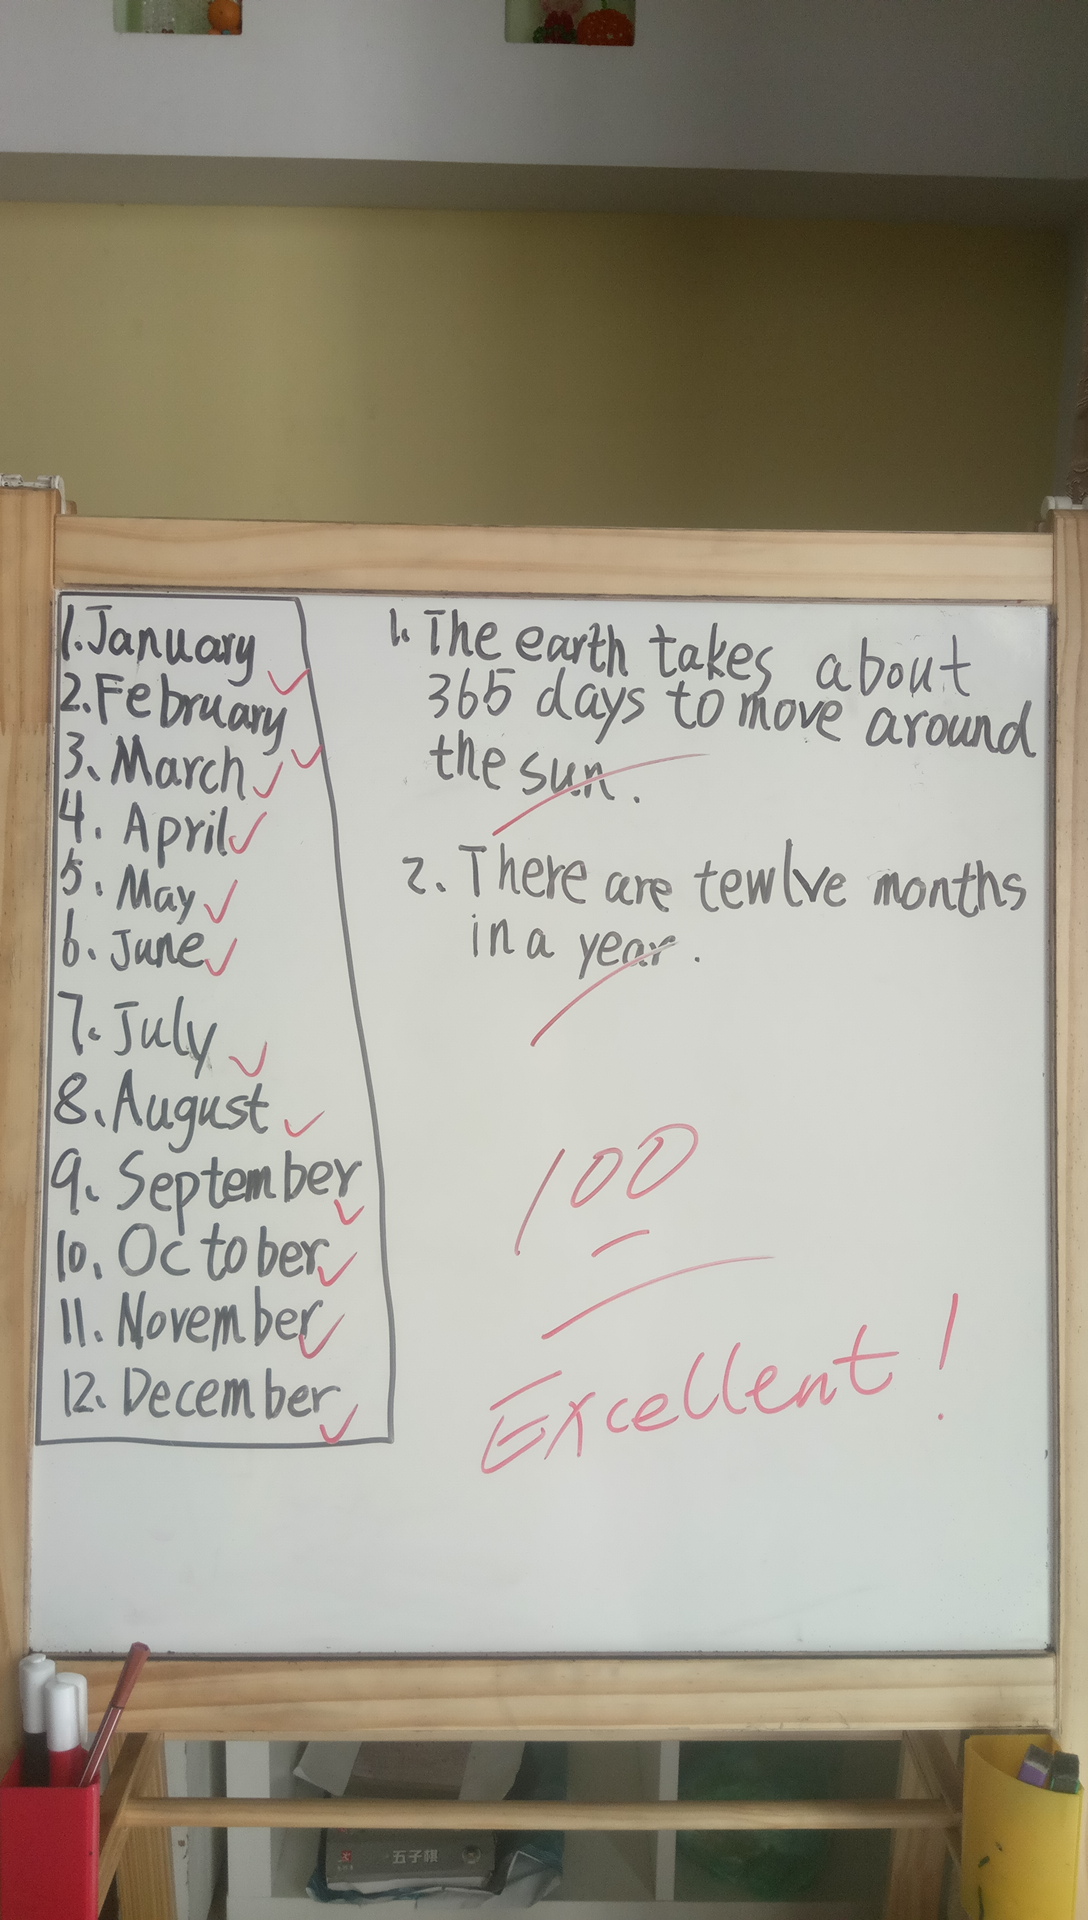 1. January
2. February
3. March
4. April
5. May
6. June
7. July
8. August
9. September
10. October
11. November
12. December
1. The earth takes about
365 days to move around
the sun.
2. There are tewlve months
in a year.
100
Excellent!
五子棋